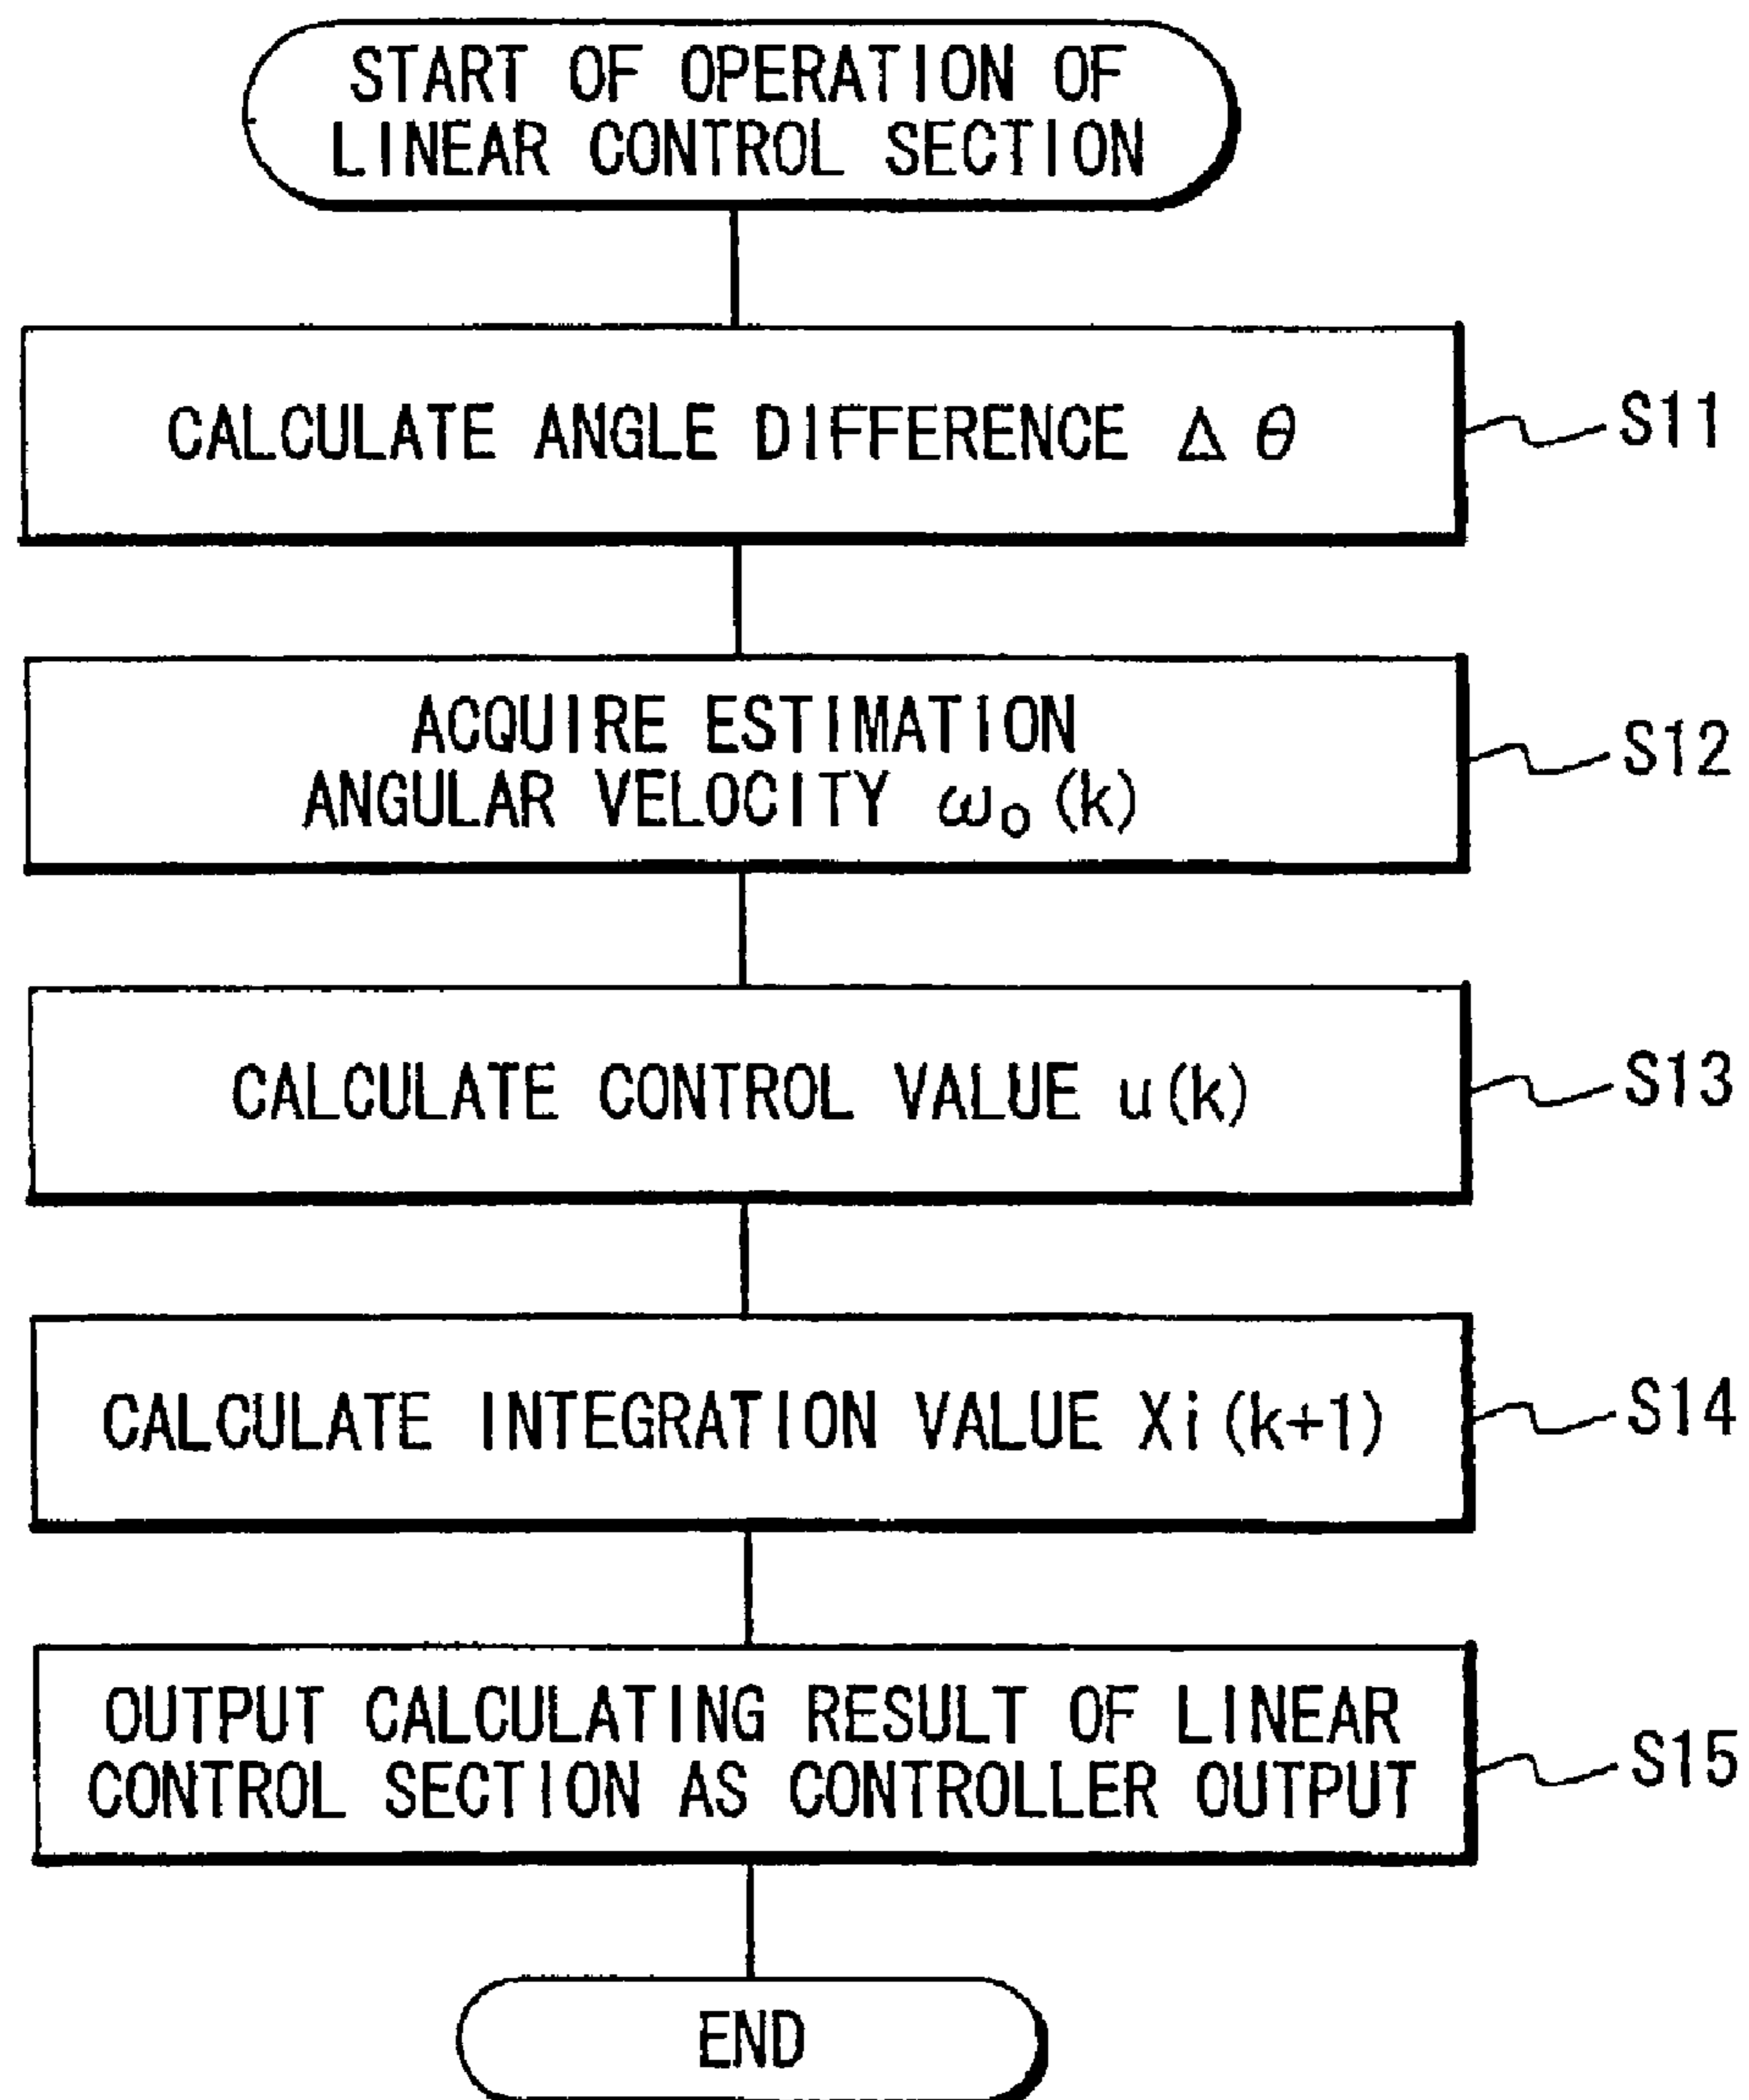 START OF OPERATION OF
LINEAR CONTROL SECTION
CALCULATE ANGLE DIFFERENCE Δθ
S11
ACQUIRE ESTIMATION
ANGULAR VELOCITY ω₀(k)
S12
CALCULATE CONTROL VALUE u(k)
S13
CALCULATE INTEGRATION VALUE Xi(k+1)
S14
OUTPUT CALCULATING RESULT OF LINEAR
CONTROL SECTION AS CONTROLLER OUTPUT
S15
END